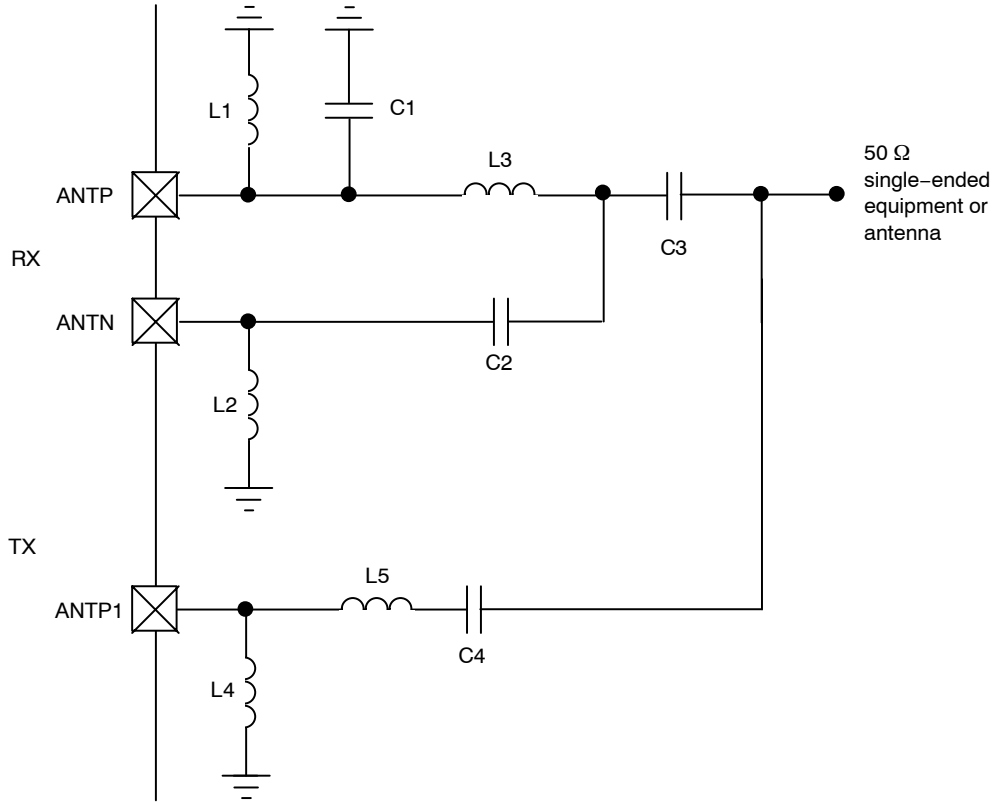 L1
C1
L3
50 Ω
single−ended
equipment or
antenna
ANTP
C3
RX
ANTN
C2
L2
TX
L5
ANTP1
C4
L4